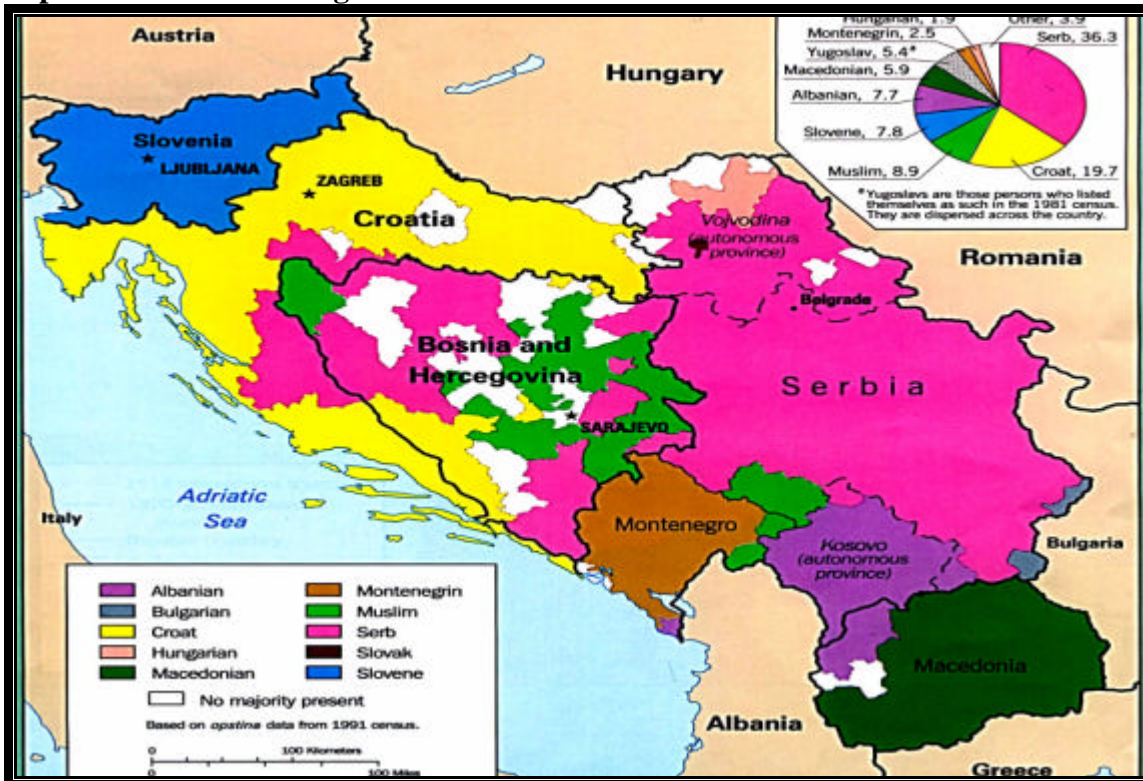 Austria
Hungary
Hungarian, 1.9
Other, 3.9
Montenegrin, 2.5
Serb, 36.3
Yugoslav, 5.4*
Macedonian, 5.9
Albanian, 7.7
Slovene, 7.8
Muslim, 8.9
Croat, 19.7
*Yugoslavs are those persons who listed
themselves as such in the 1981 census.
They are dispersed across the country.
Slovenia
LJUBLJANA
ZAGREB
Croatia
Vojvodina
(autonomous
province)
Romania
Belgrade
Bosnia and
Hercegovina
Serbia
SARAJEVO
Adriatic
Sea
Italy
Montenegro
Kosovo
(autonomous
province)
Bulgaria
Macedonia
Albania
Greece
Albanian
Bulgarian
Croat
Hungarian
Macedonian
Montenegrin
Muslim
Serb
Slovak
Slovene
No majority present
Based on opstina data from 1991 census.
0 100 Kilometers
0 100 Miles